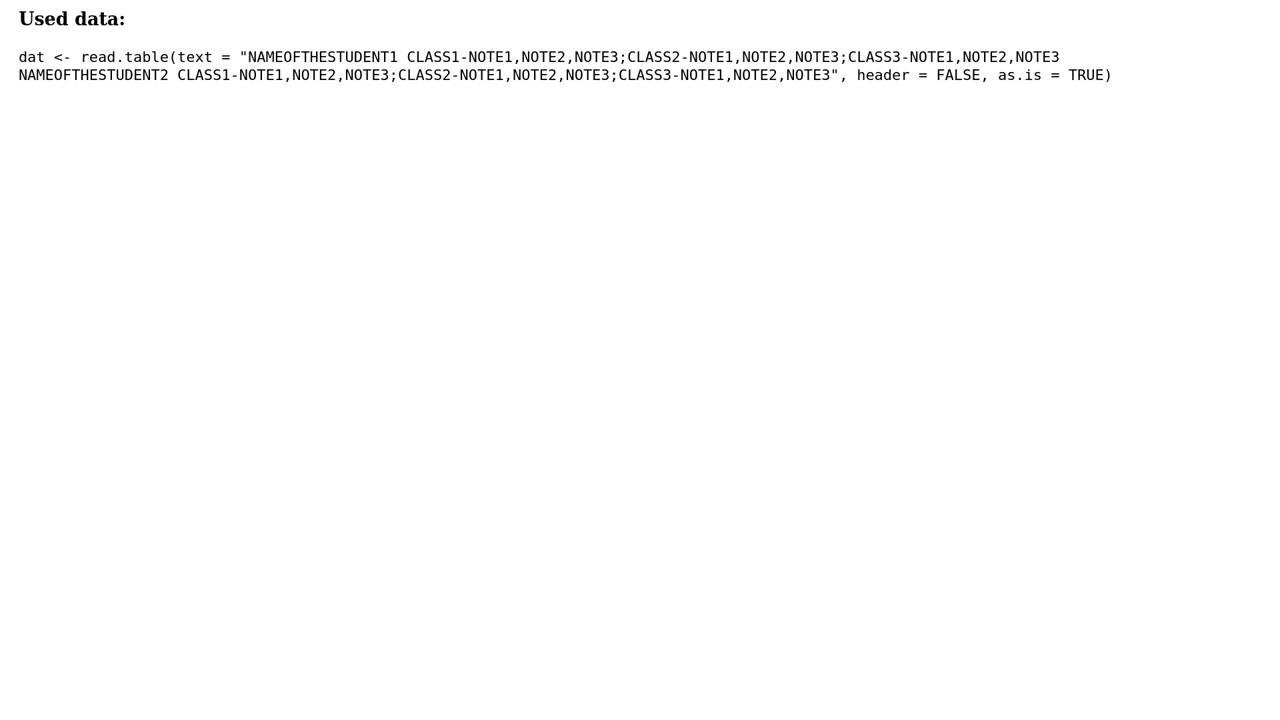 Used data:
dat <- read.table(text = "NAMEOFTHESTUDENT1 CLASS1-NOTE1,NOTE2,NOTE3;CLASS2-NOTE1,NOTE2,NOTE3;CLASS3-NOTE1,NOTE2,NOTE3
NAMEOFTHESTUDENT2 CLASS1-NOTE1,NOTE2,NOTE3;CLASS2-NOTE1,NOTE2,NOTE3;CLASS3-NOTE1,NOTE2,NOTE3", header = FALSE, as.is = TRUE)